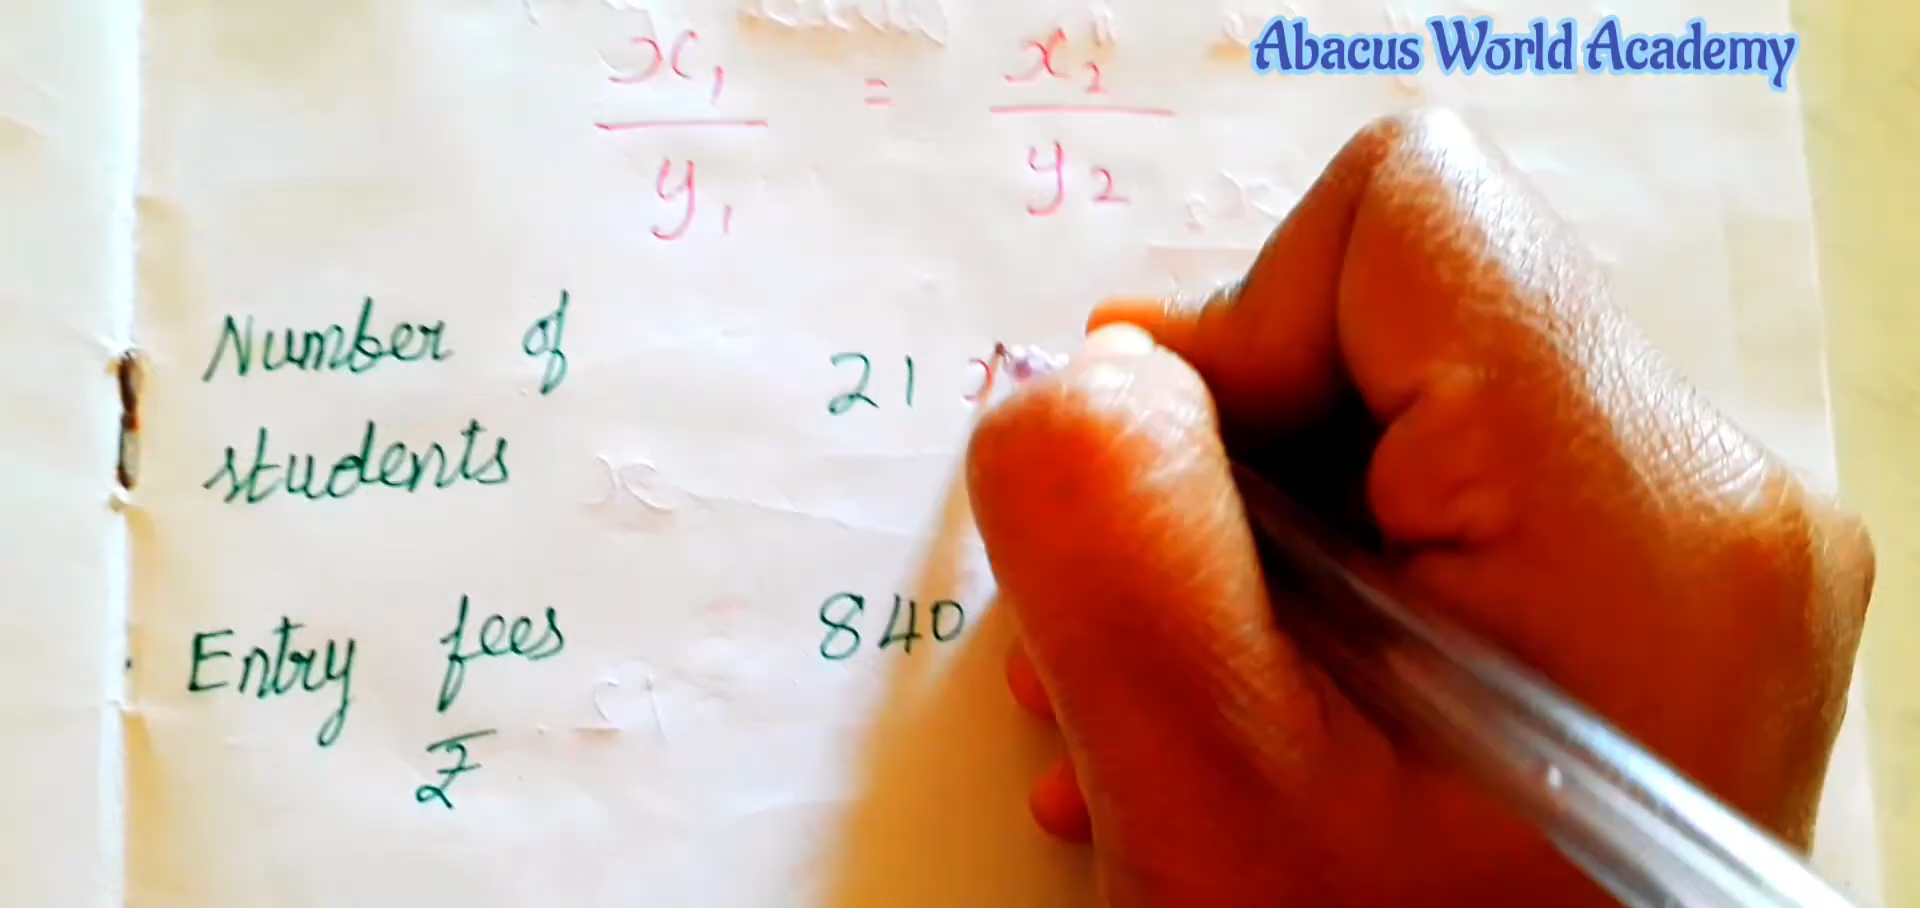 Abacus World Academy
x₁ = x₂
y₁ y₂
Number of 21 x
students
Entry fees 840
₹